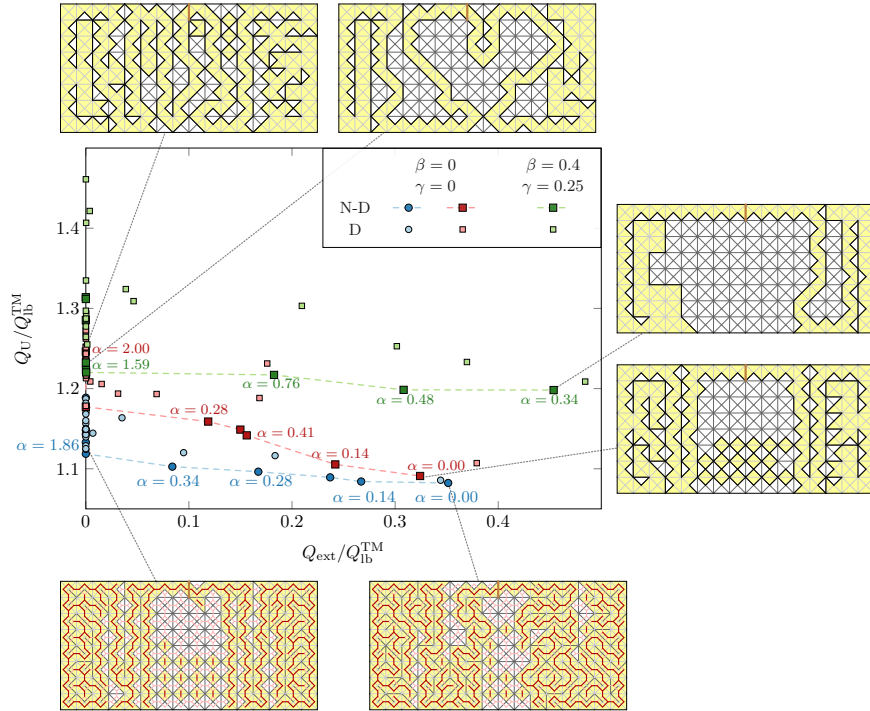 β = 0 β = 0.4
γ = 0 γ = 0.25
N-D
D
1.4
1.3
1.2
1.1
Q_U/Q_lb^TM
α = 2.00
α = 1.59
α = 0.76
α = 0.48
α = 0.34
α = 0.28
α = 0.41
α = 0.14
α = 0.00
α = 1.86
α = 0.34
α = 0.28
α = 0.14
α = 0.00
0 0.1 0.2 0.3 0.4
Q_ext/Q_lb^TM